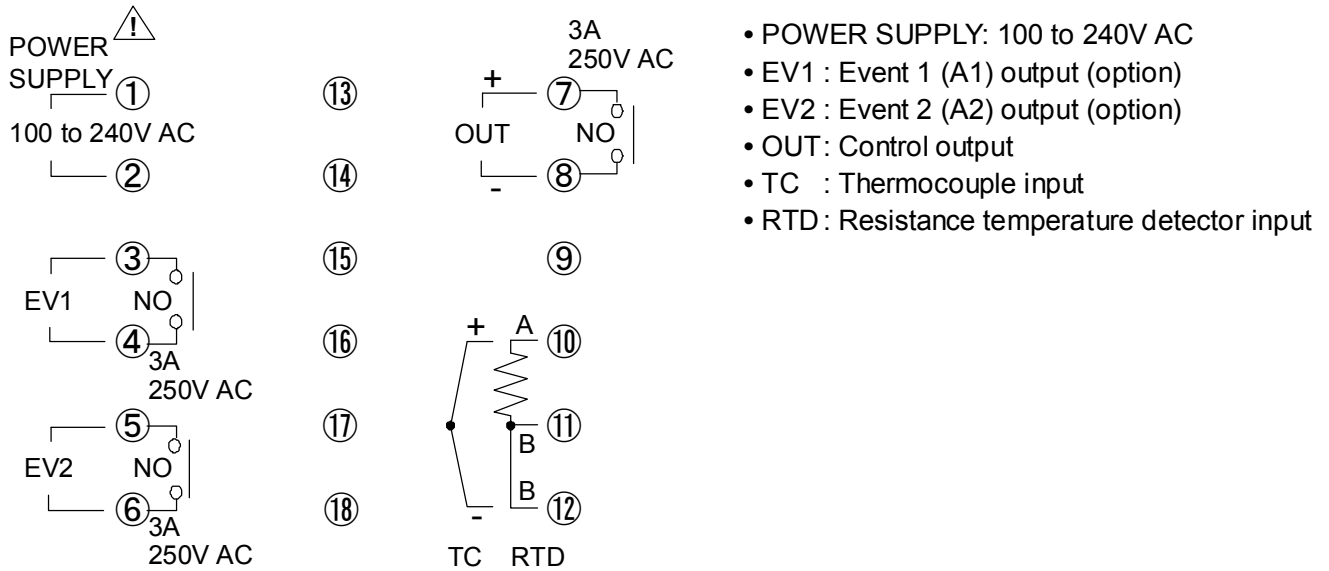 POWER
SUPPLY
!
①
100 to 240V AC
②
③
EV1
NO
④
3A
250V AC
⑤
EV2
NO
⑥
3A
250V AC
⑬
⑭
⑮
⑯
⑰
⑱
3A
250V AC
+
⑦
OUT
NO
-
⑧
⑨
+
A
⑩
B
⑪
B
-
⑫
TC RTD
• POWER SUPPLY: 100 to 240V AC
• EV1 : Event 1 (A1) output (option)
• EV2 : Event 2 (A2) output (option)
• OUT : Control output
• TC : Thermocouple input
• RTD : Resistance temperature detector input